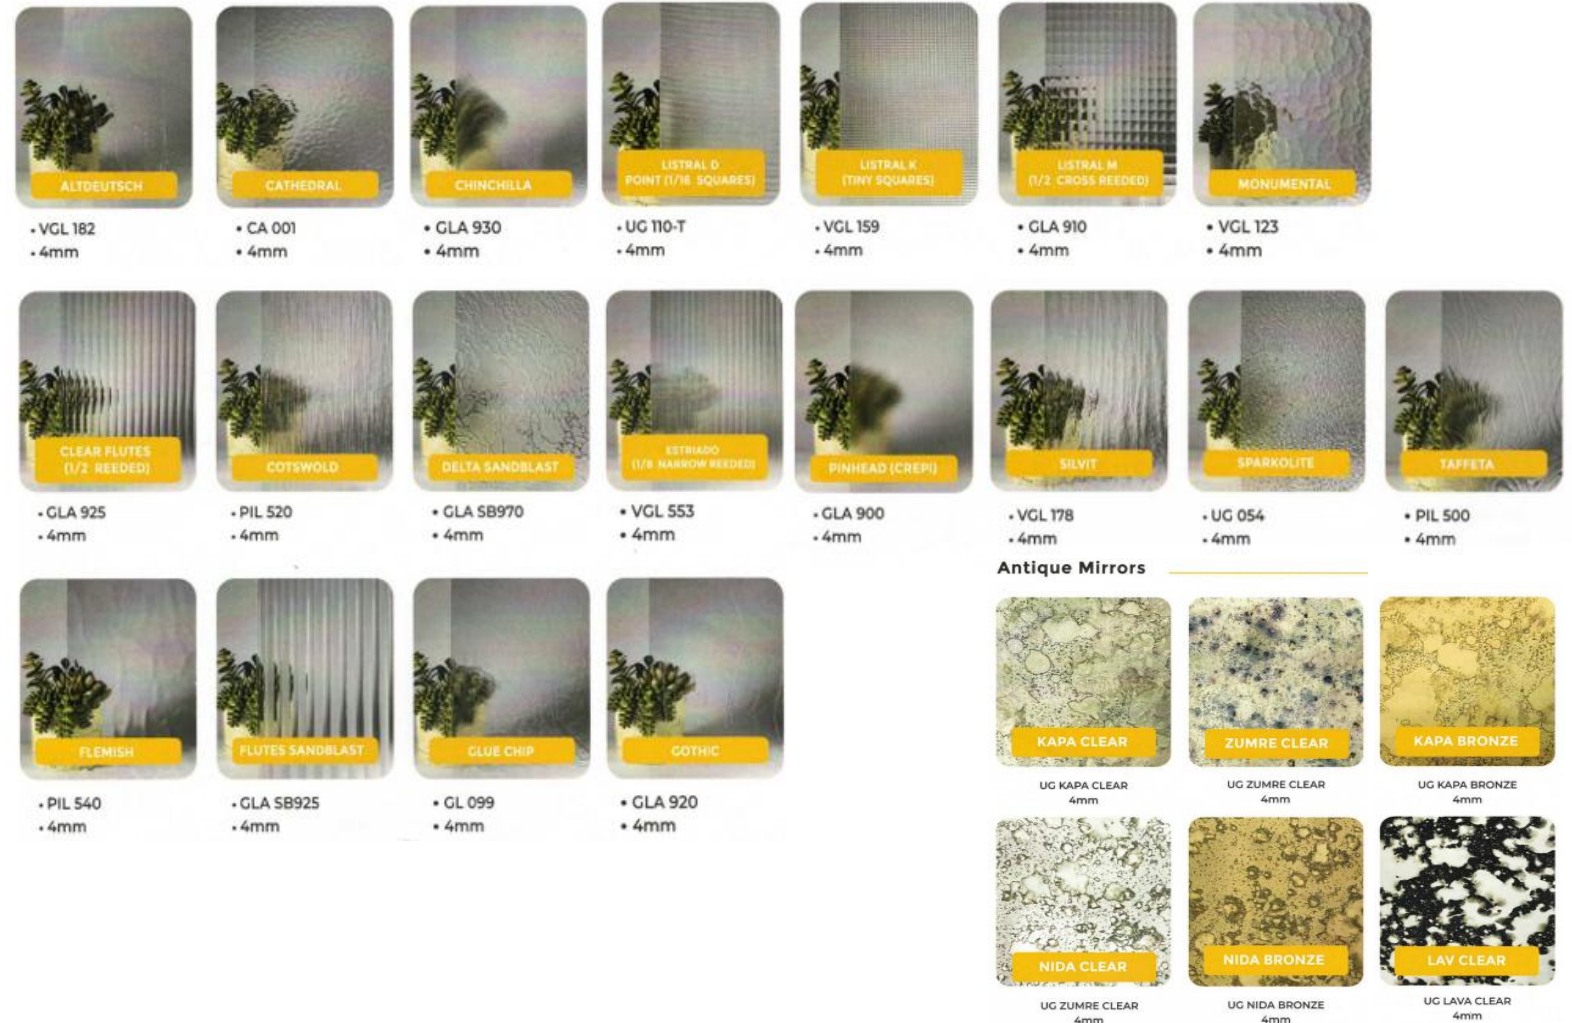 ALTDEUTSCH
• VGL 182
• 4mm
CATHEDRAL
• CA 001
• 4mm
CHINCHILLA
• GLA 930
• 4mm
LISTRAL D
POINT (1/16 SQUARES)
• UG 110-T
• 4mm
LISTRAL K
(TINY SQUARES)
• VGL 159
• 4mm
LISTRAL M
(1/2 CROSS REEDED)
• GLA 910
• 4mm
MONUMENTAL
• VGL 123
• 4mm
CLEAR FLUTES
(1/2 REEDED)
• GLA 925
• 4mm
COTSWOLD
• PIL 520
• 4mm
DELTA SANDBLAST
• GLA SB970
• 4mm
ESTRIADO
(1/8 NARROW REEDED)
• VGL 553
• 4mm
PINHEAD (CREPI)
• GLA 900
• 4mm
SILVIT
• VGL 178
• 4mm
SPARKOLITE
• UG 054
• 4mm
TAFFETA
• PIL 500
• 4mm
FLEMISH
• PIL 540
• 4mm
FLUTES SANDBLAST
• GLA SB925
• 4mm
GLUE CHIP
• GL 099
• 4mm
GOTHIC
• GLA 920
• 4mm
Antique Mirrors
KAPA CLEAR
UG KAPA CLEAR
4mm
ZUMRE CLEAR
UG ZUMRE CLEAR
4mm
KAPA BRONZE
UG KAPA BRONZE
4mm
NIDA CLEAR
UG ZUMRE CLEAR
4mm
NIDA BRONZE
UG NIDA BRONZE
4mm
LAV CLEAR
UG LAVA CLEAR
4mm